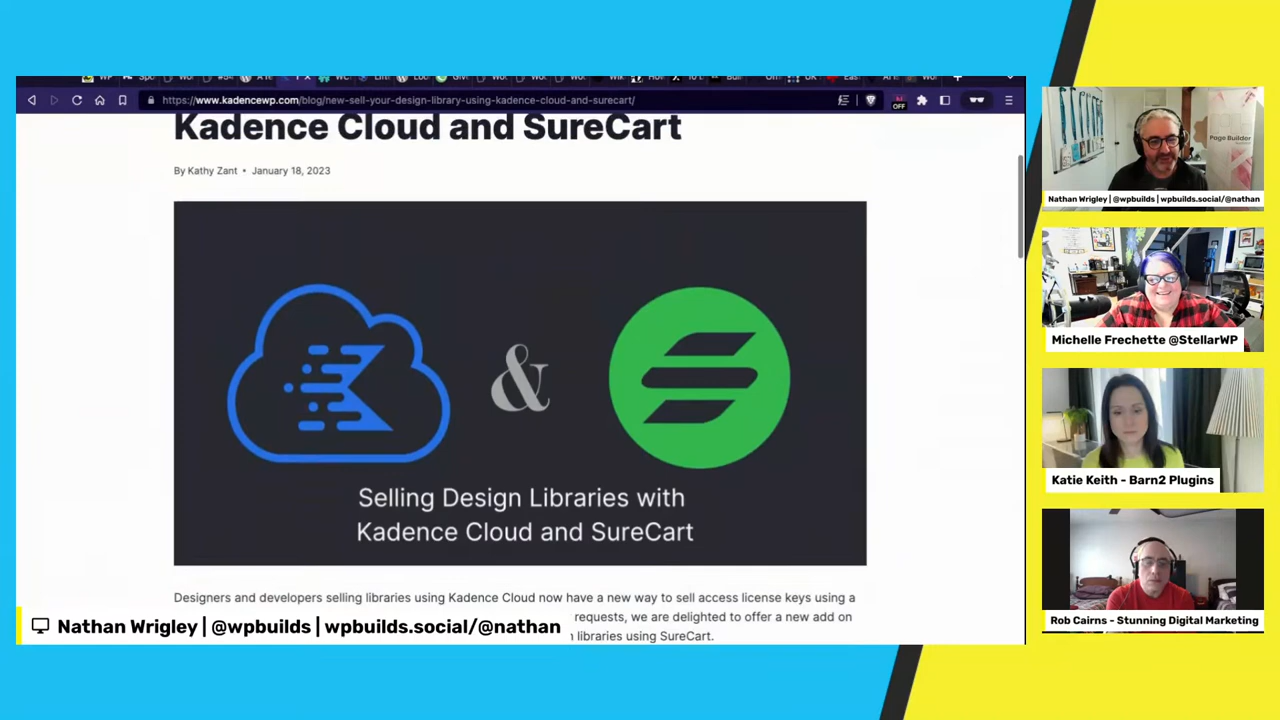 https://www.kadencewp.com/blog/new-sell-your-design-library-using-kadence-cloud-and-surecart/
OFF
Kadence Cloud and SureCart
By Kathy Zant • January 18, 2023
&
Selling Design Libraries with
Kadence Cloud and SureCart
Designers and developers selling libraries using Kadence Cloud now have a new way to sell access license keys using a
requests, we are delighted to offer a new add on
libraries using SureCart.
Nathan Wrigley | @wpbuilds | wpbuilds.social/@nathan
Page Builder
Nathan Wrigley | @wpbuilds | wpbuilds.social/@nathan
Michelle Frechette @StellarWP
Katie Keith - Barn2 Plugins
Rob Cairns - Stunning Digital Marketing